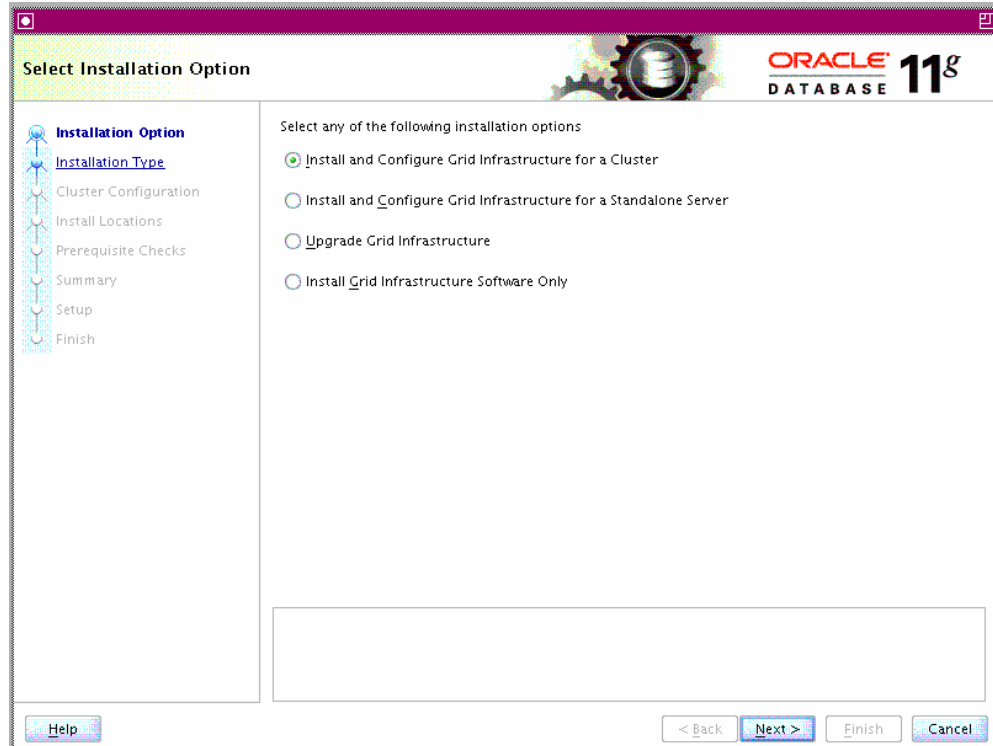 Select Installation Option
ORACLE
DATABASE
11g
Installation Option
Installation Type
Cluster Configuration
Install Locations
Prerequisite Checks
Summary
Setup
Finish
Select any of the following installation options
Install and Configure Grid Infrastructure for a Cluster
Install and Configure Grid Infrastructure for a Standalone Server
Upgrade Grid Infrastructure
Install Grid Infrastructure Software Only
Help
< Back
Next >
Finish
Cancel